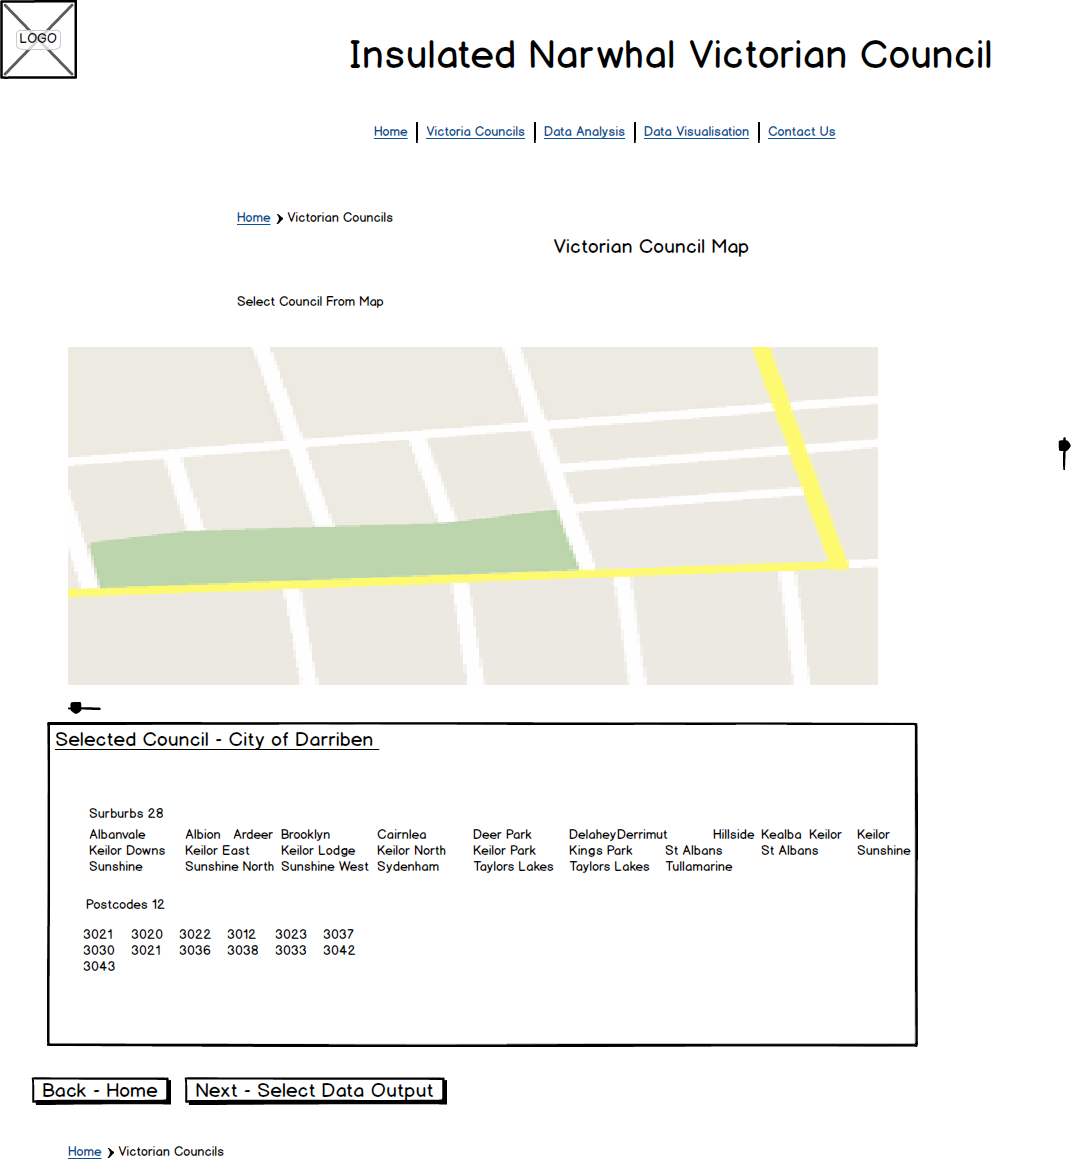 LOGO
Insulated Narwhal Victorian Council
Home Victoria Councils Data Analysis Data Visualisation Contact Us
Home Victorian Councils
Victorian Council Map
Select Council From Map
Selected Council - City of Darriben
Surburbs 28
Albanvale Albion Ardeer Brooklyn Cairnlea Deer Park DelaheyDerrimut Hillside Kealba Keilor Keilor
Keilor Downs Keilor East Keilor Lodge Keilor North Keilor Park Kings Park St Albans St Albans Sunshine
Sunshine Sunshine North Sunshine West Sydenham Taylors Lakes Taylors Lakes Tullamarine
Postcodes 12
3021 3020 3022 3012 3023 3037
3030 3021 3036 3038 3033 3042
3043
Back - Home Next - Select Data Output
Home Victorian Councils